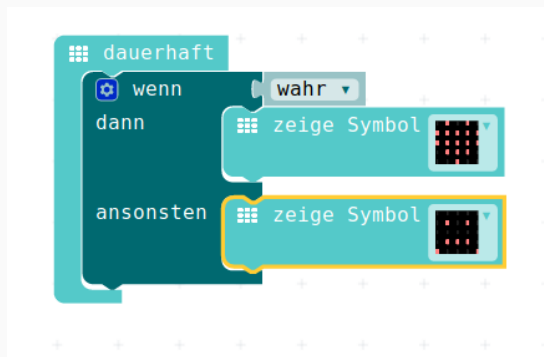 dauerhaft
wenn wahr
dann zeige Symbol
ansonsten zeige Symbol